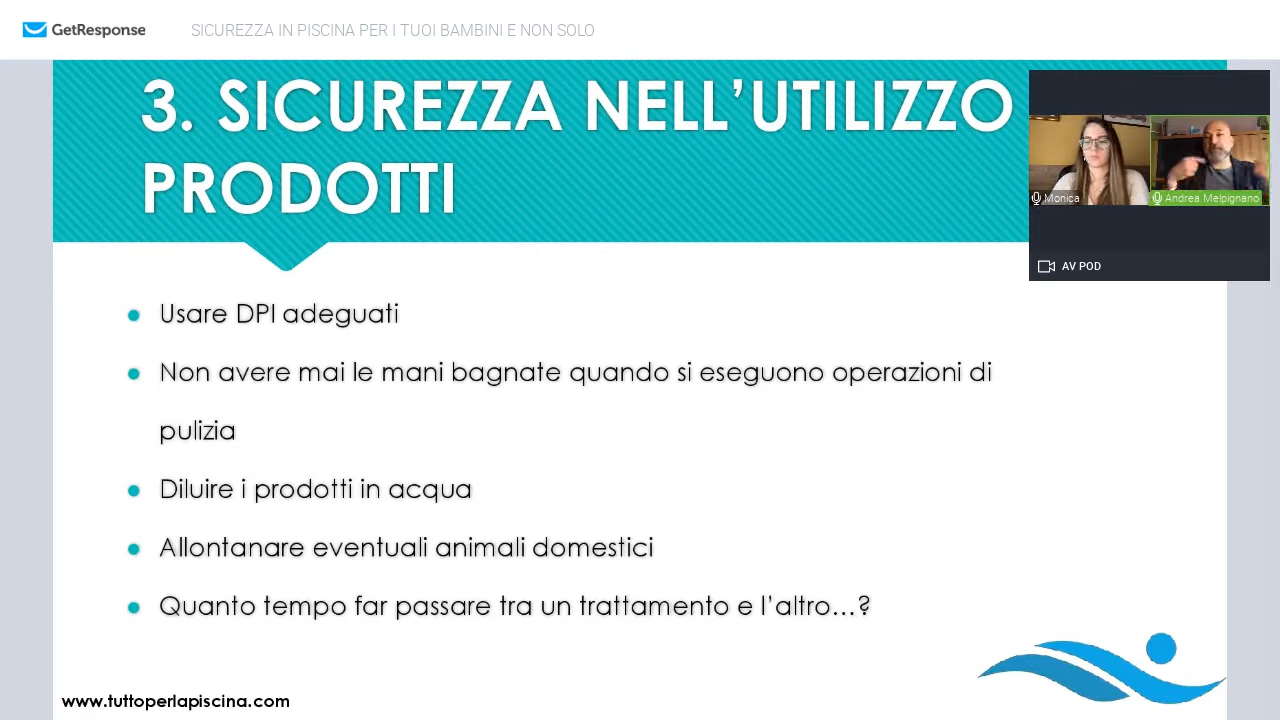 GetResponse
SICUREZZA IN PISCINA PER I TUOI BAMBINI E NON SOLO
3. SICUREZZA NELL’UTILIZZO
PRODOTTI
Monica
Andrea Melpignano
AV POD
Usare DPI adeguati
Non avere mai le mani bagnate quando si eseguono operazioni di
pulizia
Diluire i prodotti in acqua
Allontanare eventuali animali domestici
Quanto tempo far passare tra un trattamento e l’altro…?
www.tuttoperlapiscina.com